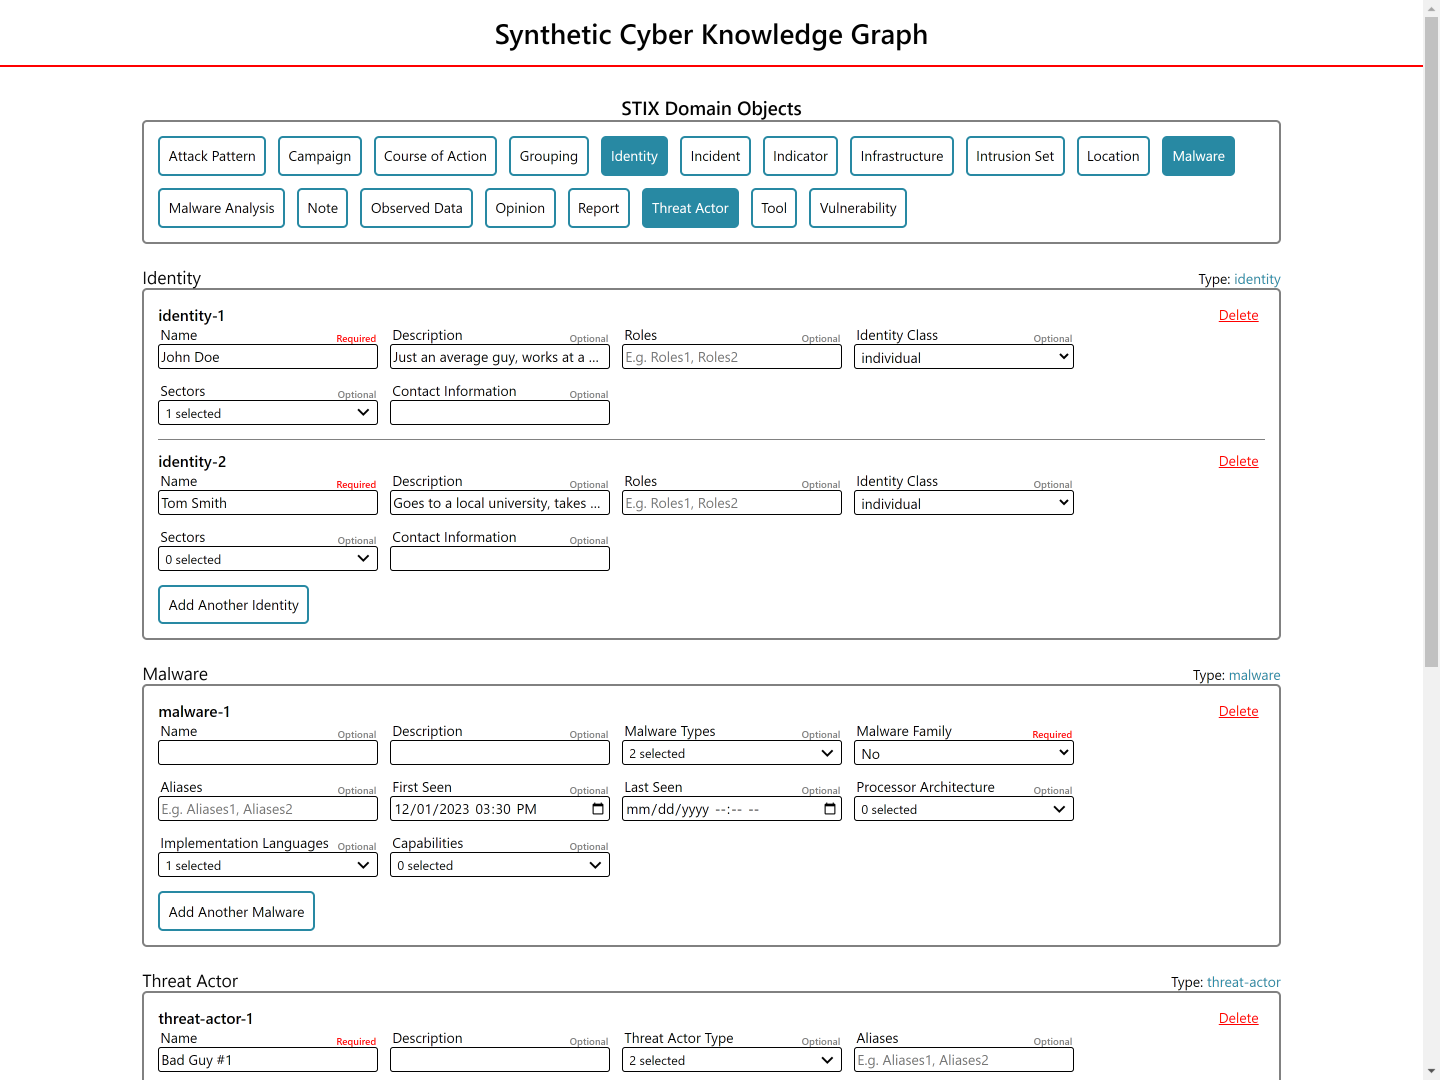 Synthetic Cyber Knowledge Graph
STIX Domain Objects
Attack Pattern Campaign Course of Action Grouping Identity Incident Indicator Infrastructure Intrusion Set Location Malware
Malware Analysis Note Observed Data Opinion Report Threat Actor Tool Vulnerability
Identity Type: identity
identity-1 Delete
Name Required Description Optional Roles Optional Identity Class Optional
John Doe Just an average guy, works at a ... E.g. Roles1, Roles2 individual
Sectors Optional Contact Information Optional
1 selected
identity-2 Delete
Name Required Description Optional Roles Optional Identity Class Optional
Tom Smith Goes to a local university, takes ... E.g. Roles1, Roles2 individual
Sectors Optional Contact Information Optional
0 selected
Add Another Identity
Malware Type: malware
malware-1 Delete
Name Optional Description Optional Malware Types Optional Malware Family Required
2 selected No
Aliases Optional First Seen Optional Last Seen Optional Processor Architecture Optional
E.g. Aliases1, Aliases2 12/01/2023 03:30 PM mm/dd/yyyy --:-- -- 0 selected
Implementation Languages Optional Capabilities Optional
1 selected 0 selected
Add Another Malware
Threat Actor Type: threat-actor
threat-actor-1 Delete
Name Required Description Optional Threat Actor Type Optional Aliases Optional
Bad Guy #1 2 selected E.g. Aliases1, Aliases2